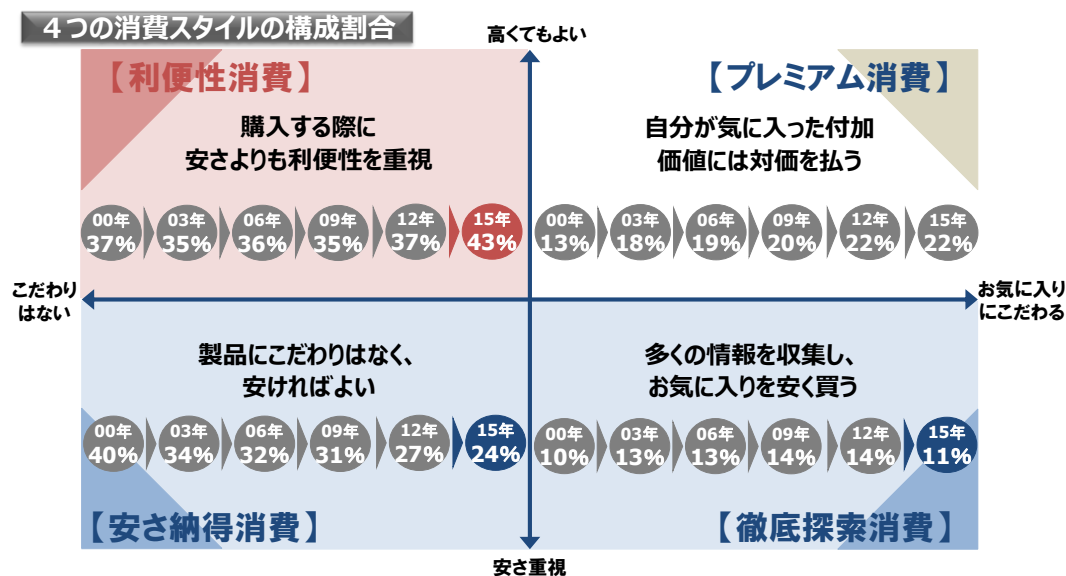 ４つの消費スタイルの構成割合
高くてもよい
【利便性消費】
購入する際に
安さよりも利便性を重視
00年
37%
03年
35%
06年
36%
09年
35%
12年
37%
15年
43%
【プレミアム消費】
自分が気に入った付加
価値には対価を払う
00年
13%
03年
18%
06年
19%
09年
20%
12年
22%
15年
22%
こだわり
はない
お気に入り
にこだわる
製品にこだわりはなく、
安ければよい
00年
40%
03年
34%
06年
32%
09年
31%
12年
27%
15年
24%
【安さ納得消費】
多くの情報を収集し、
お気に入りを安く買う
00年
10%
03年
13%
06年
13%
09年
14%
12年
14%
15年
11%
【徹底探索消費】
安さ重視